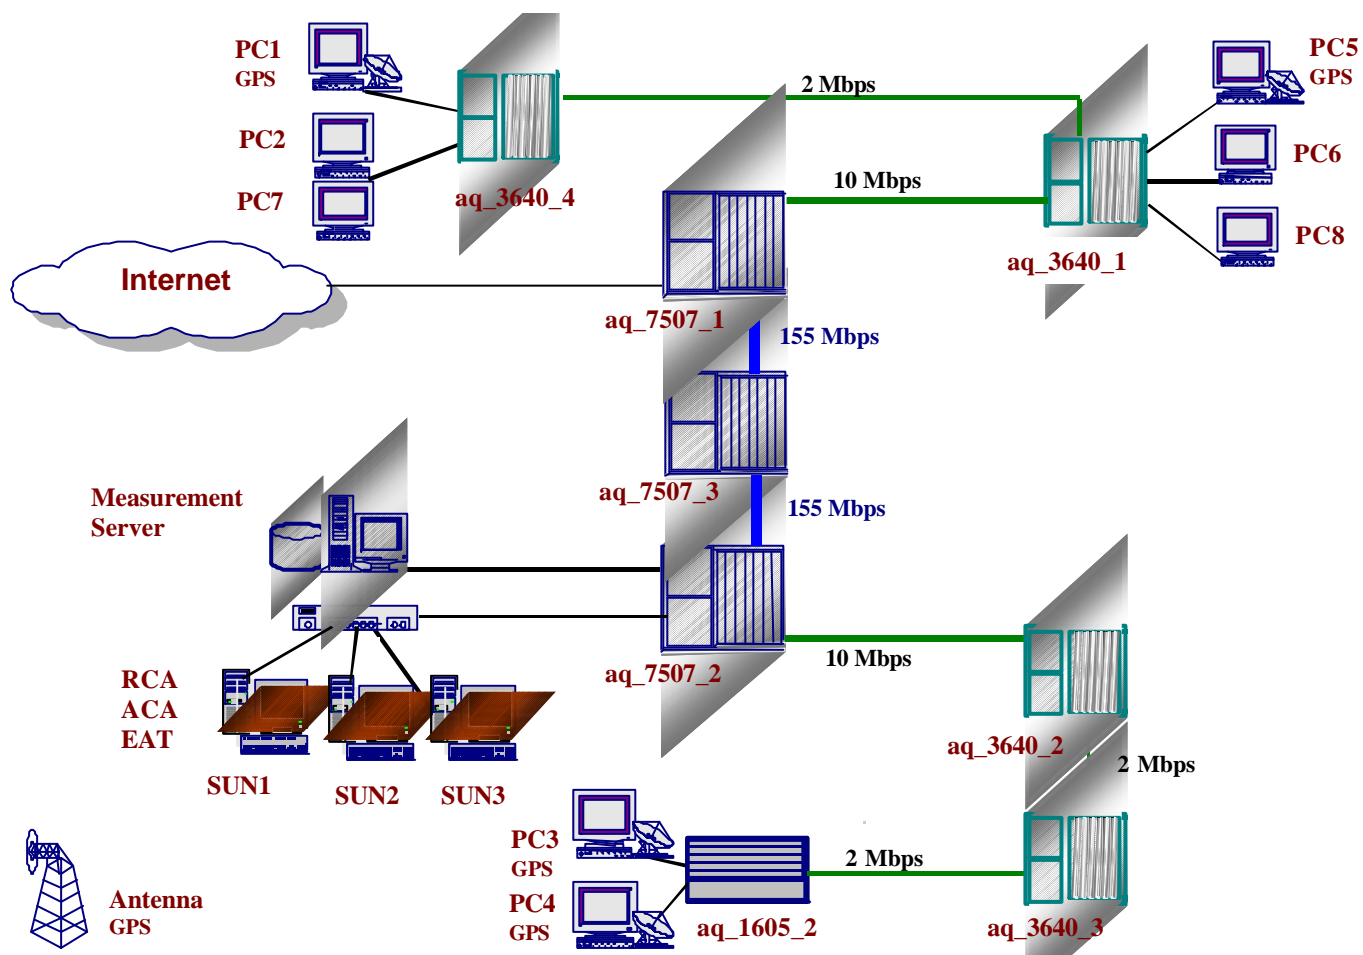 PC1
GPS
PC2
PC7
aq_3640_4
2 Mbps
PC5
GPS
PC6
PC8
10 Mbps
aq_3640_1
Internet
aq_7507_1
155 Mbps
aq_7507_3
155 Mbps
Measurement
Server
aq_7507_2
10 Mbps
RCA
ACA
EAT
SUN1
SUN2
SUN3
aq_3640_2
2 Mbps
PC3
GPS
PC4
GPS
2 Mbps
aq_1605_2
aq_3640_3
Antenna
GPS